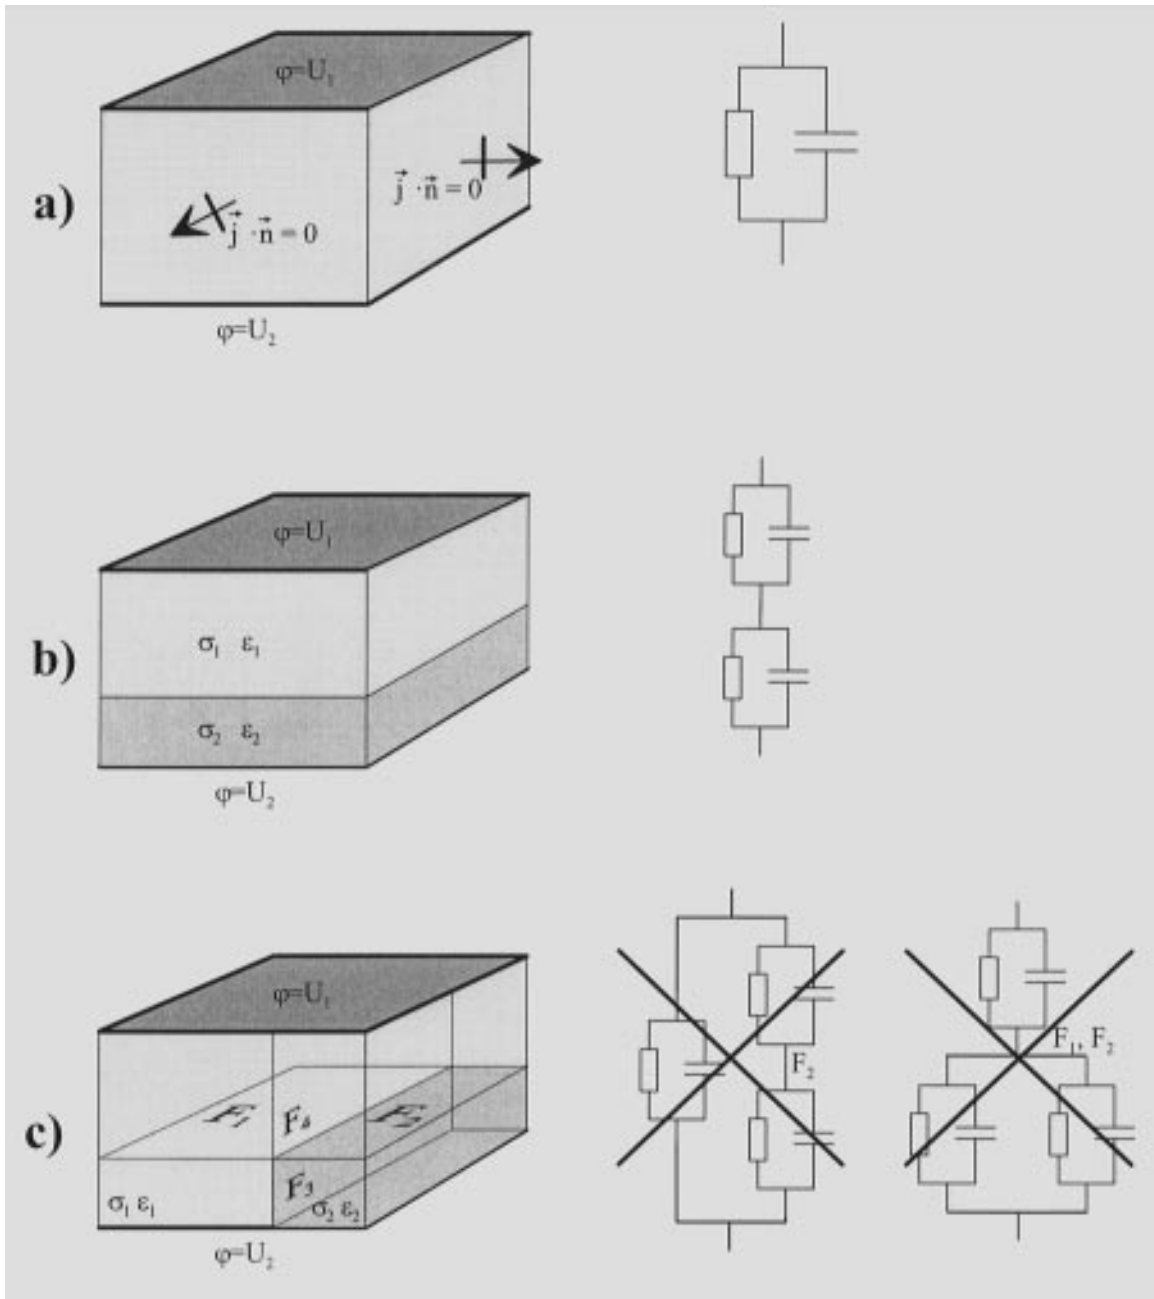 φ=U₁
a)
j⃗ ·n⃗ = 0
j⃗ ·n⃗ = 0
φ=U₂
φ=U₁
b)
σ₁ ε₁
σ₂ ε₂
φ=U₂
φ=U₁
c)
F₁
F₄
F₂
F₃
σ₁ ε₁
σ₂ ε₂
φ=U₂
F₂
F₁, F₂